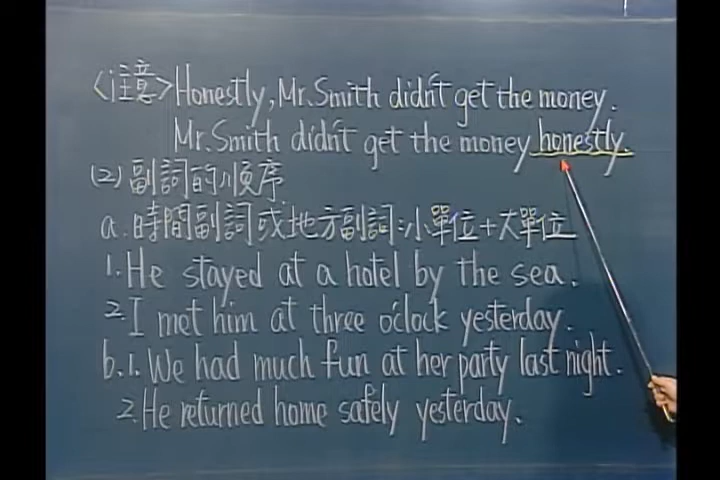 <注意>Honestly, Mr. Smith didn't get the money.
Mr. Smith didn't get the money honestly.
(2) 副詞的順序
a. 時間副詞或地方副詞:小單位+大單位
1. He stayed at a hotel by the sea.
2. I met him at three o'clock yesterday.
b. 1. We had much fun at her party last night.
2. He returned home safely yesterday.